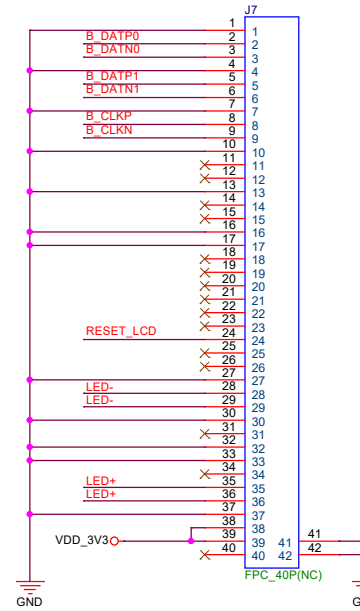 J7
1 1
B_DATP0 2 2
B_DATN0 3 3
4 4
B_DATP1 5 5
B_DATN1 6 6
7 7
B_CLKP 8 8
B_CLKN 9 9
10 10
11 11
12 12
13 13
14 14
15 15
16 16
17 17
18 18
19 19
20 20
21 21
22 22
23 23
RESET_LCD 24 24
25 25
26 26
27 27
LED- 28 28
LED- 29 29
30 30
31 31
32 32
33 33
34 34
LED+ 35 35
LED+ 36 36
37 37
38 38
VDD_3V3 39 39 41 41
40 40 42 42
FPC_40P(NC)
GND
G